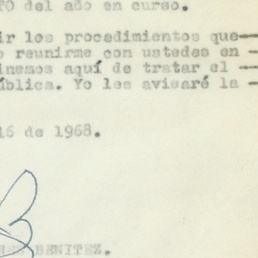 TO del año en curso.
ir los procedimientos que
reunirme con ustedes en
inemos aquí de tratar el
ública. Yo les avisaré la
16 de 1968.
BENITEZ.